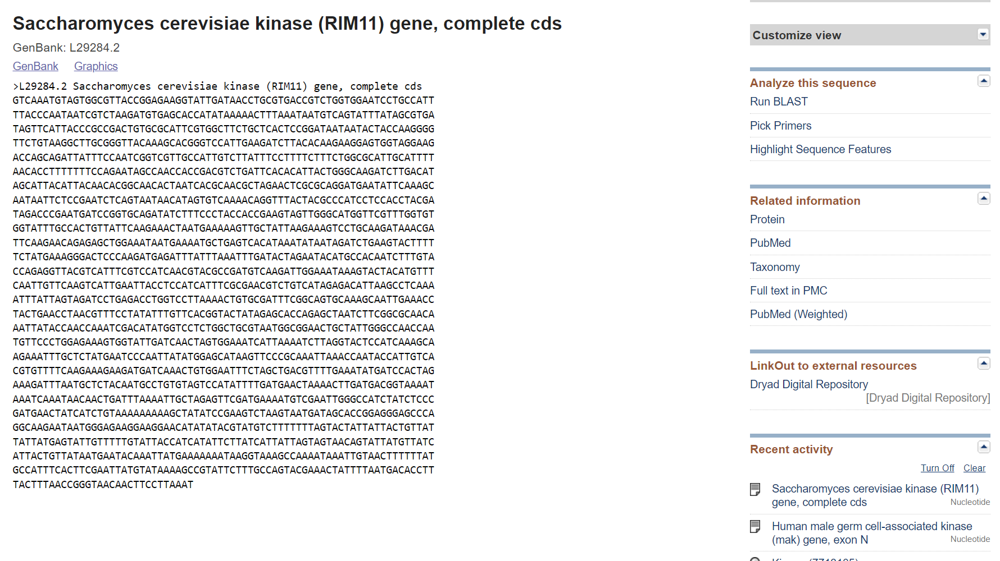 Saccharomyces cerevisiae kinase (RIM11) gene, complete cds
GenBank: L29284.2
GenBank Graphics
>L29284.2 Saccharomyces cerevisiae kinase (RIM11) gene, complete cds
GTCAAATGTAGTGGCGTTACCGGAGAAGGTATTGATAACCTGCGTGACCGTCTGGTGGAATCCTGCCATT
TTACCCAATAATCGTCTAAGATGTGAGCACCATATAAAAACTTTAAATAATGTCAGTATTTATAGCGTGA
TAGTTCATTACCCGCCGACTGTGCGCATTCGTGGCTTCTGCTCACTCCGGATAATAATACTACCAAGGGG
TTCTGTAAGGCTTGCGGGTTACAAAGCACGGGTCCATTGAAGATCTTACACAAGAAGGAGTGGTAGGAAG
ACCAGCAGATTATTTCCAATCGGTCGTTGCCATTGTCTTATTTCCTTTTCTTTCTGGCGCATTGCATTTT
AACACCTTTTTTTCCAGAATAGCCAACCACCGACGTCTGATTCACACATTACTGGGCAAGATCTTGACAT
AGCATTACATTACAACACGGCAACACTAATCACGCAACGCTAGAACTCGCGCAGGATGAATATTCAAAGC
AATAATTCTCCGAATCTCAGTAATAACATAGTGTCAAAACAGGTTTACTACGCCCATCCTCCACCTACGA
TAGACCCGAATGATCCGGTGCAGATATCTTTCCCTACCACCGAAGTAGTTGGGCATGGTTCGTTTGGTGT
GGTATTTGCCACTGTTATTCAAGAAACTAATGAAAAAGTTGCTATTAAGAAAGTCCTGCAAGATAAACGA
TTCAAGAACAGAGAGCTGGAAATAATGAAAATGCTGAGTCACATAAATATAATAGATCTGAAGTACTTTT
TCTATGAAAGGGACTCCCAAGATGAGATTTATTTAAATTTGATACTAGAATACATGCCACAATCTTTGTA
CCAGAGGTTACGTCATTTCGTCCATCAACGTACGCCGATGTCAAGATTGGAAATAAAGTACTACATGTTT
CAATTGTTCAAGTCATTGAATTACCTCCATCATTTCGCGAACGTCTGTCATAGAGACATTAAGCCTCAAA
ATTTATTAGTAGATCCTGAGACCTGGTCCTTAAAACTGTGCGATTTCGGCAGTGCAAAGCAATTGAAACC
TACTGAACCTAACGTTTCCTATATTTGTTCACGGTACTATAGAGCACCAGAGCTAATCTTCGGCGCAACA
AATTATACCAACCAAATCGACATATGGTCCTCTGGCTGCGTAATGGCGGAACTGCTATTGGGCCAACCAA
TGTTCCCTGGAGAAAGTGGTATTGATCAACTAGTGGAAATCATTAAAATCTTAGGTACTCCATCAAAGCA
AGAAATTTGCTCTATGAATCCCAATTATATGGAGCATAAGTTCCCGCAAATTAAACCAATACCATTGTCA
CGTGTTTTCAAGAAAGAAGATGATCAAACTGTGGAATTTCTAGCTGACGTTTTGAAATATGATCCACTAG
AAAGATTTAATGCTCTACAATGCCTGTGTAGTCCATATTTTGATGAACTAAAACTTGATGACGGTAAAAT
AAATCAAATAACAACTGATTTAAAATTGCTAGAGTTCGATGAAAATGTCGAATTGGGCCATCTATCTCCC
GATGAACTATCATCTGTAAAAAAAAAGCTATATCCGAAGTCTAAGTAATGATAGCACCGGAGGGAGCCCA
GGCAAGAATAATGGGAGAAGGAAGGAACATATATACGTATGTCTTTTTTTAGTACTATTATTACTGTTAT
TATTATGAGTATTGTTTTTGTATTACCATCATATTCTTATCATTATTAGTAGTAACAGTATTATGTTATC
ATTACTGTTATAATGAATACAAATTATGAAAAAAATAAGGTAAAGCCAAAATAAATTGTAACTTTTTTAT
GCCATTTCACTTCGAATTATGTATAAAAGCCGTATTCTTTGCCAGTACGAAACTATTTTAATGACACCTT
TACTTTAACCGGGTAACAACTTCCTTAAAT
Customize view
Analyze this sequence
Run BLAST
Pick Primers
Highlight Sequence Features
Related information
Protein
PubMed
Taxonomy
Full text in PMC
PubMed (Weighted)
LinkOut to external resources
Dryad Digital Repository
[Dryad Digital Repository]
Recent activity
Turn Off Clear
Saccharomyces cerevisiae kinase (RIM11)
gene, complete cds Nucleotide
Human male germ cell-associated kinase
(mak) gene, exon N Nucleotide